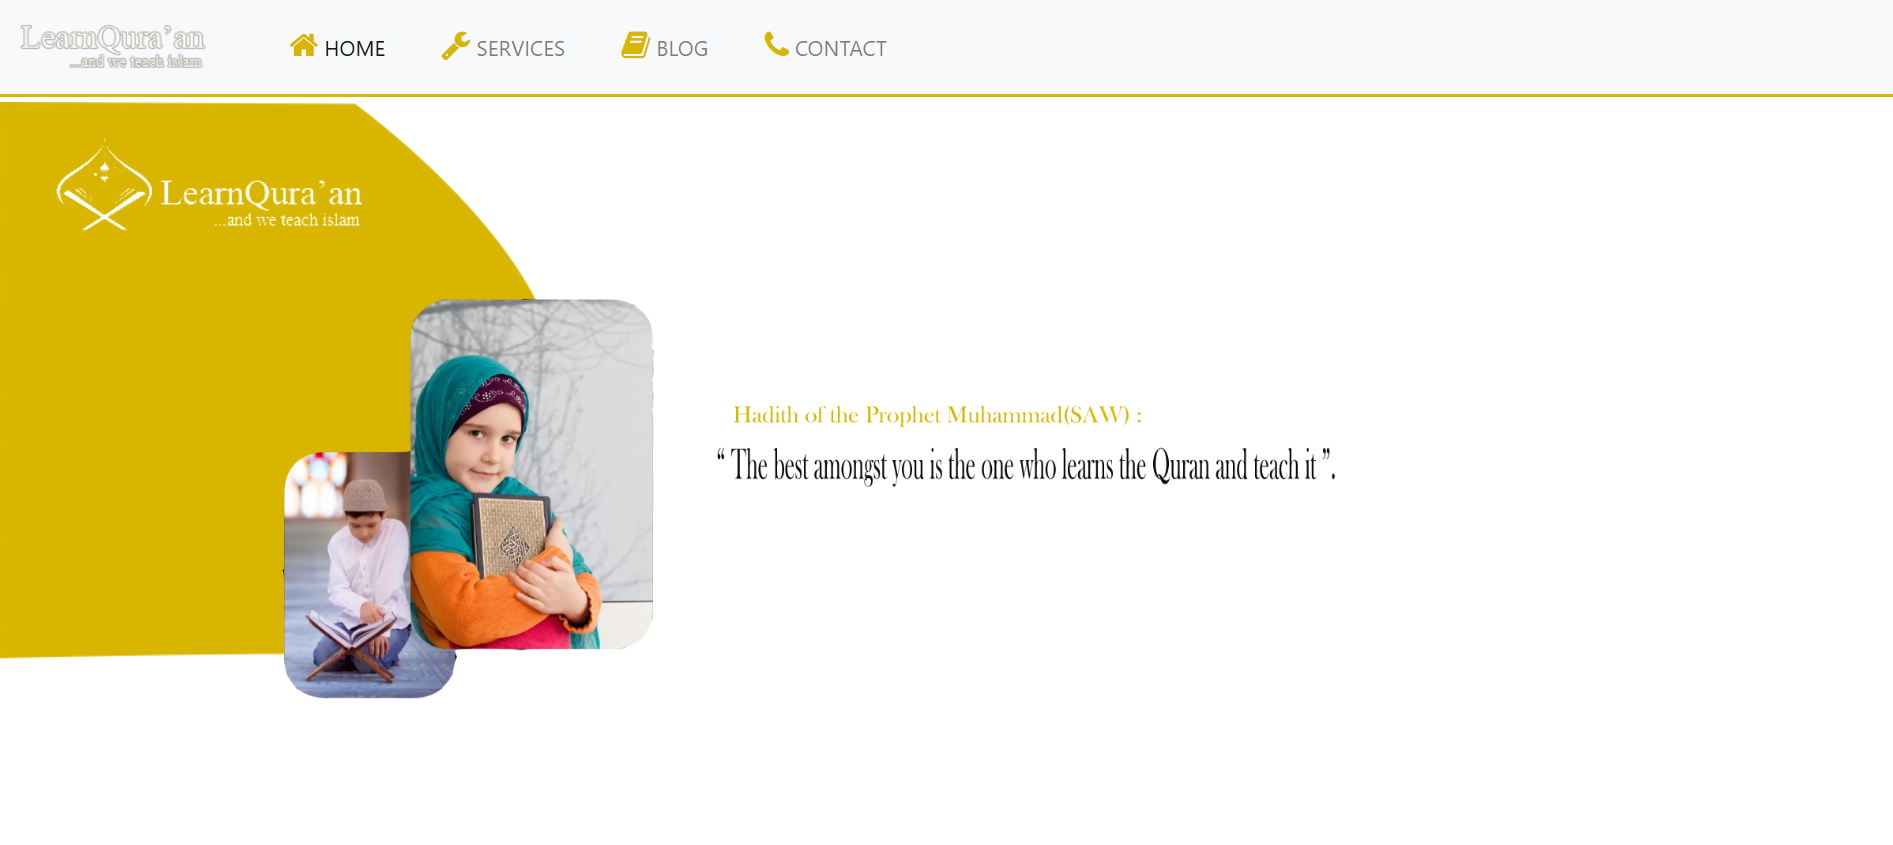 LearnQura’an
...and we teach islam
HOME
SERVICES
BLOG
CONTACT
LearnQura’an
...and we teach islam
Hadith of the Prophet Muhammad(SAW) :
“ The best amongst you is the one who learns the Quran and teach it ”.